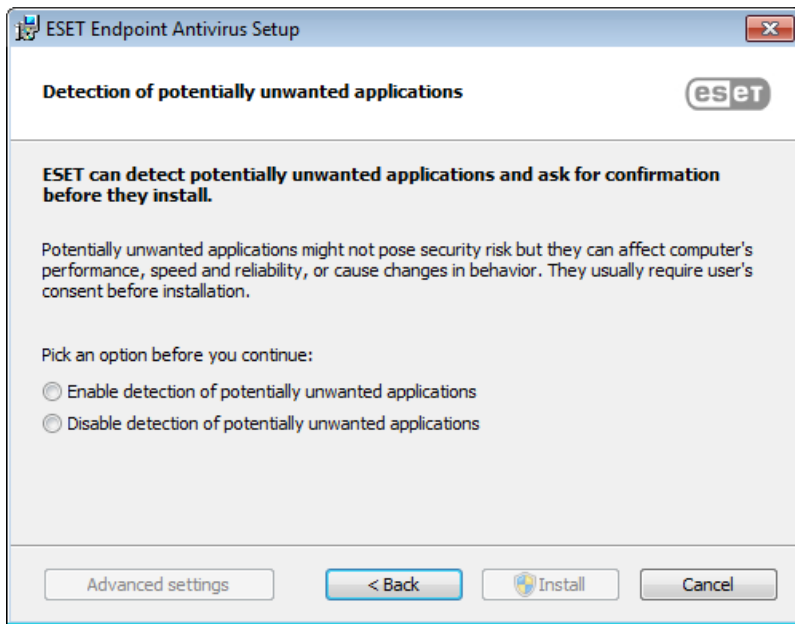 ESET Endpoint Antivirus Setup
Detection of potentially unwanted applications
eset
ESET can detect potentially unwanted applications and ask for confirmation
before they install.
Potentially unwanted applications might not pose security risk but they can affect computer's
performance, speed and reliability, or cause changes in behavior. They usually require user's
consent before installation.
Pick an option before you continue:
Enable detection of potentially unwanted applications
Disable detection of potentially unwanted applications
Advanced settings
< Back
Install
Cancel